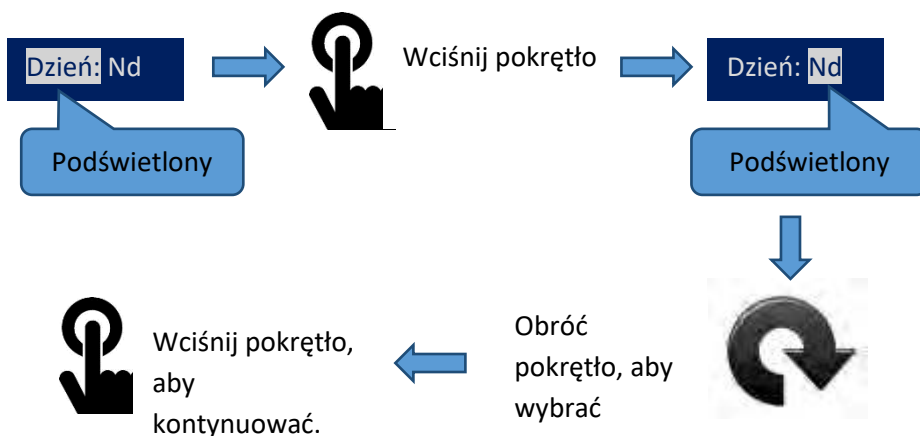 Dzień: Nd
Wciśnij pokrętło
Dzień: Nd
Podświetlony
Podświetlony
Obróć
pokrętło, aby
wybrać
Wciśnij pokrętło,
aby
kontynuować.